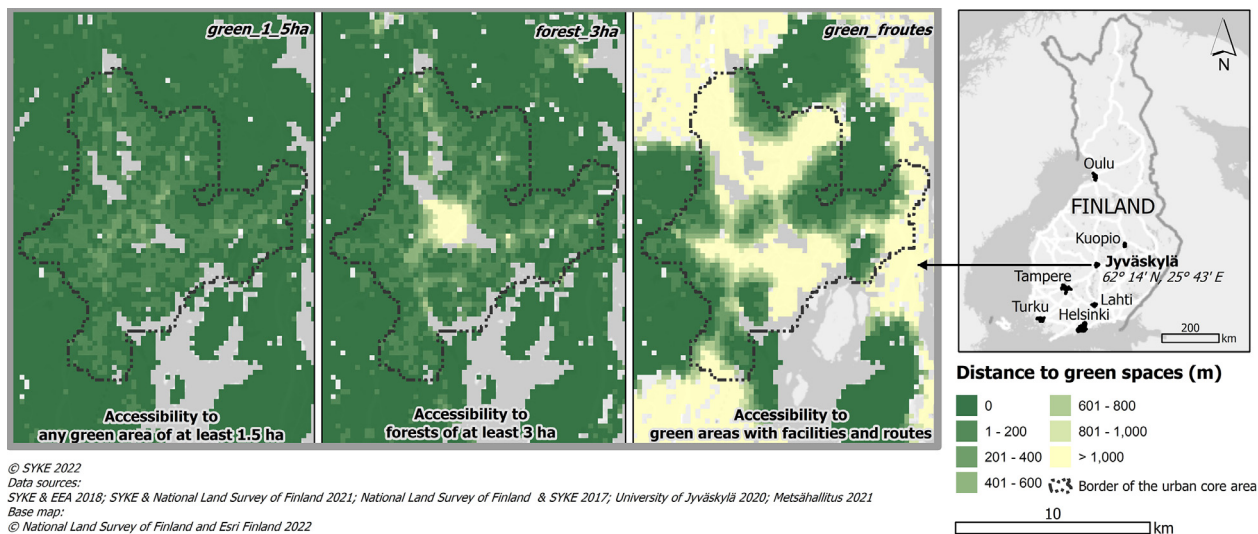 green_1_5ha
forest_3ha
green_froutes
Accessibility to
any green area of at least 1.5 ha
Accessibility to
forests of at least 3 ha
Accessibility to
green areas with facilities and routes
N
Oulu
FINLAND
Kuopio
Jyväskylä
62° 14' N, 25° 43' E
Tampere
Lahti
Turku
Helsinki
200
km
Distance to green spaces (m)
0
1 - 200
201 - 400
401 - 600
601 - 800
801 - 1,000
> 1,000
Border of the urban core area
10
km
© SYKE 2022
Data sources:
SYKE & EEA 2018; SYKE & National Land Survey of Finland 2021; National Land Survey of Finland & SYKE 2017; University of Jyväskylä 2020; Metsähallitus 2021
Base map:
© National Land Survey of Finland and Esri Finland 2022